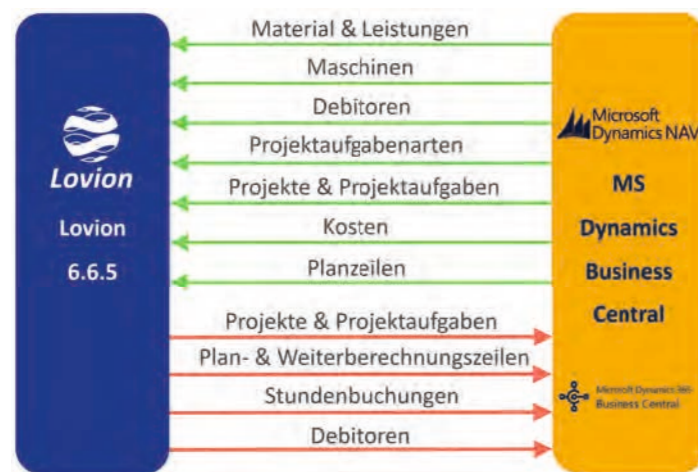 Material & Leistungen
Maschinen
Debitoren
Projektaufgabenarten
Projekte & Projektaufgaben
Kosten
Planzeilen
Projekte & Projektaufgaben
Plan- & Weiterberechnungszeilen
Stundenbuchungen
Debitoren
Lovion
Lovion
6.6.5
Microsoft
Dynamics NAV
MS
Dynamics
Business
Central
Microsoft Dynamics 365
Business Central